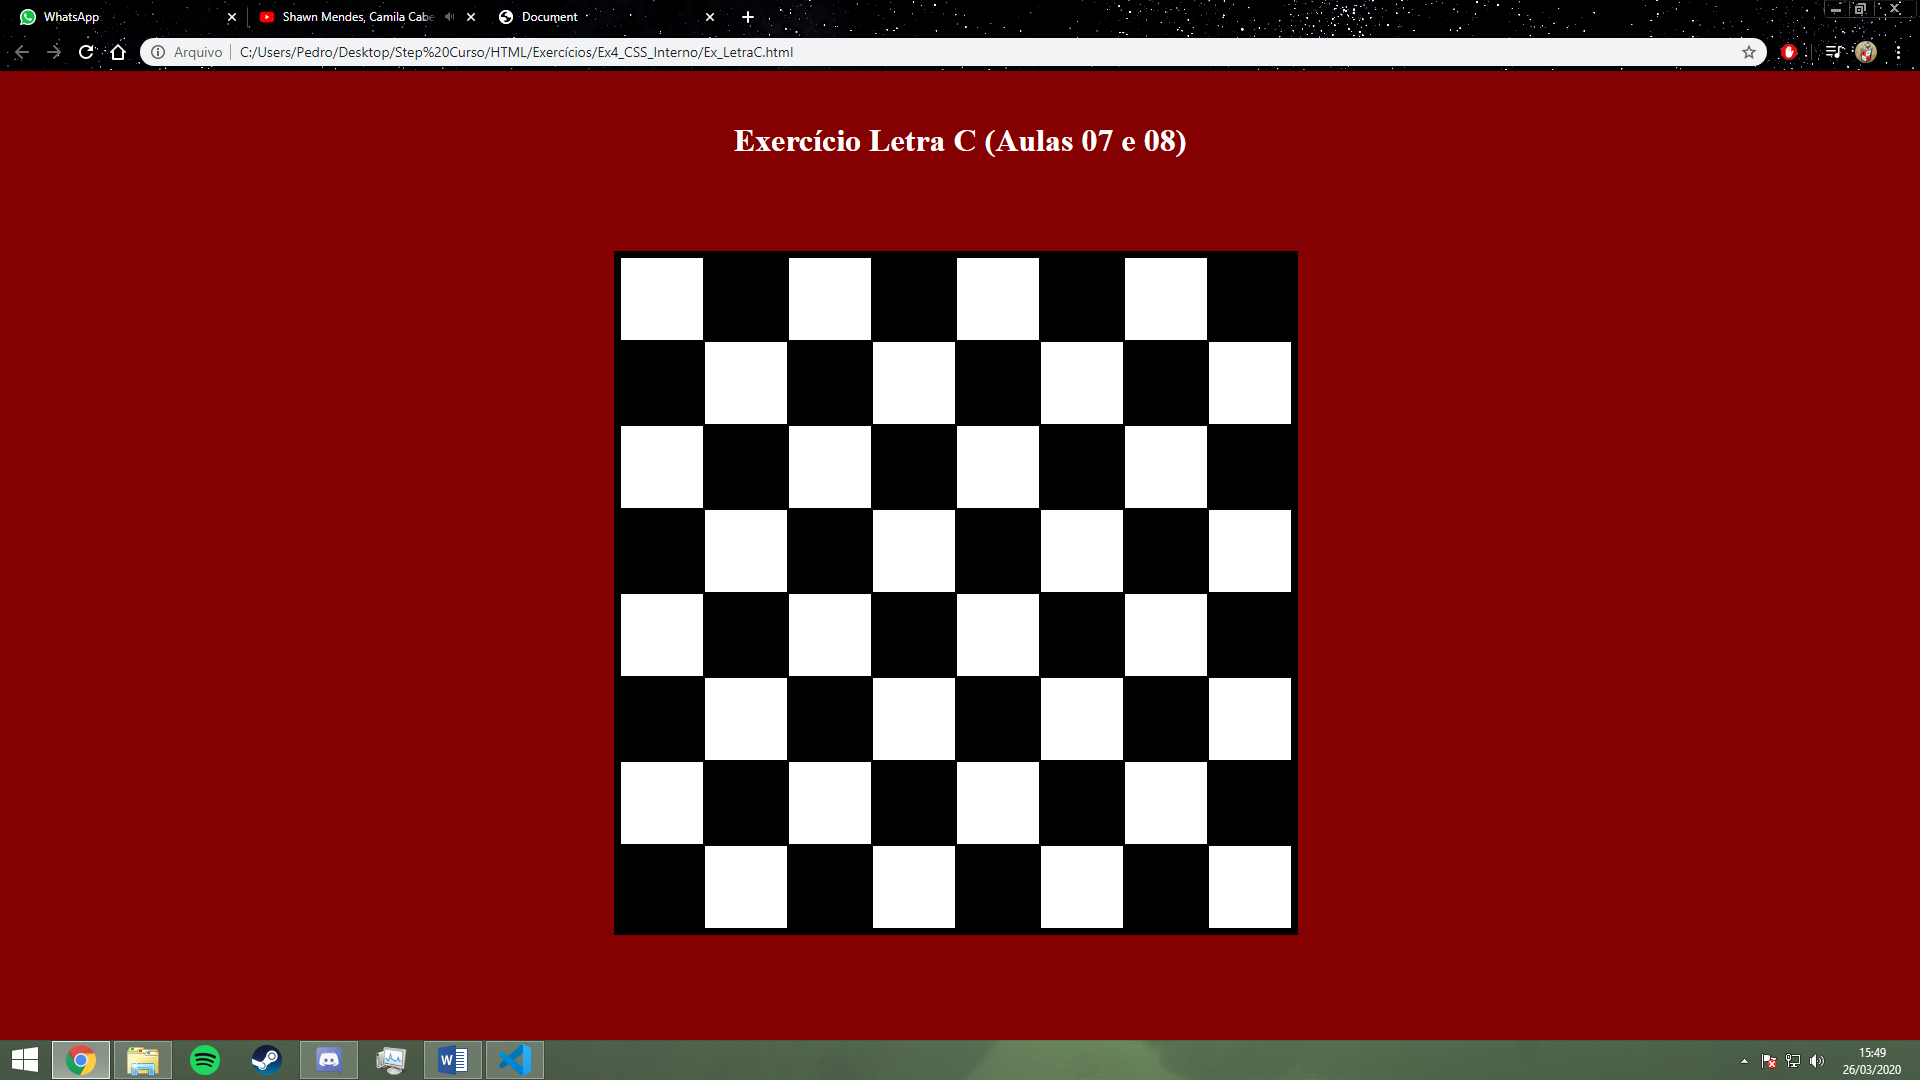 WhatsApp
Shawn Mendes, Camila Cabe
Document
Arquivo
C:/Users/Pedro/Desktop/Step%20Curso/HTML/Exercícios/Ex4_CSS_Interno/Ex_LetraC.html
Exercício Letra C (Aulas 07 e 08)
15:49
26/03/2020